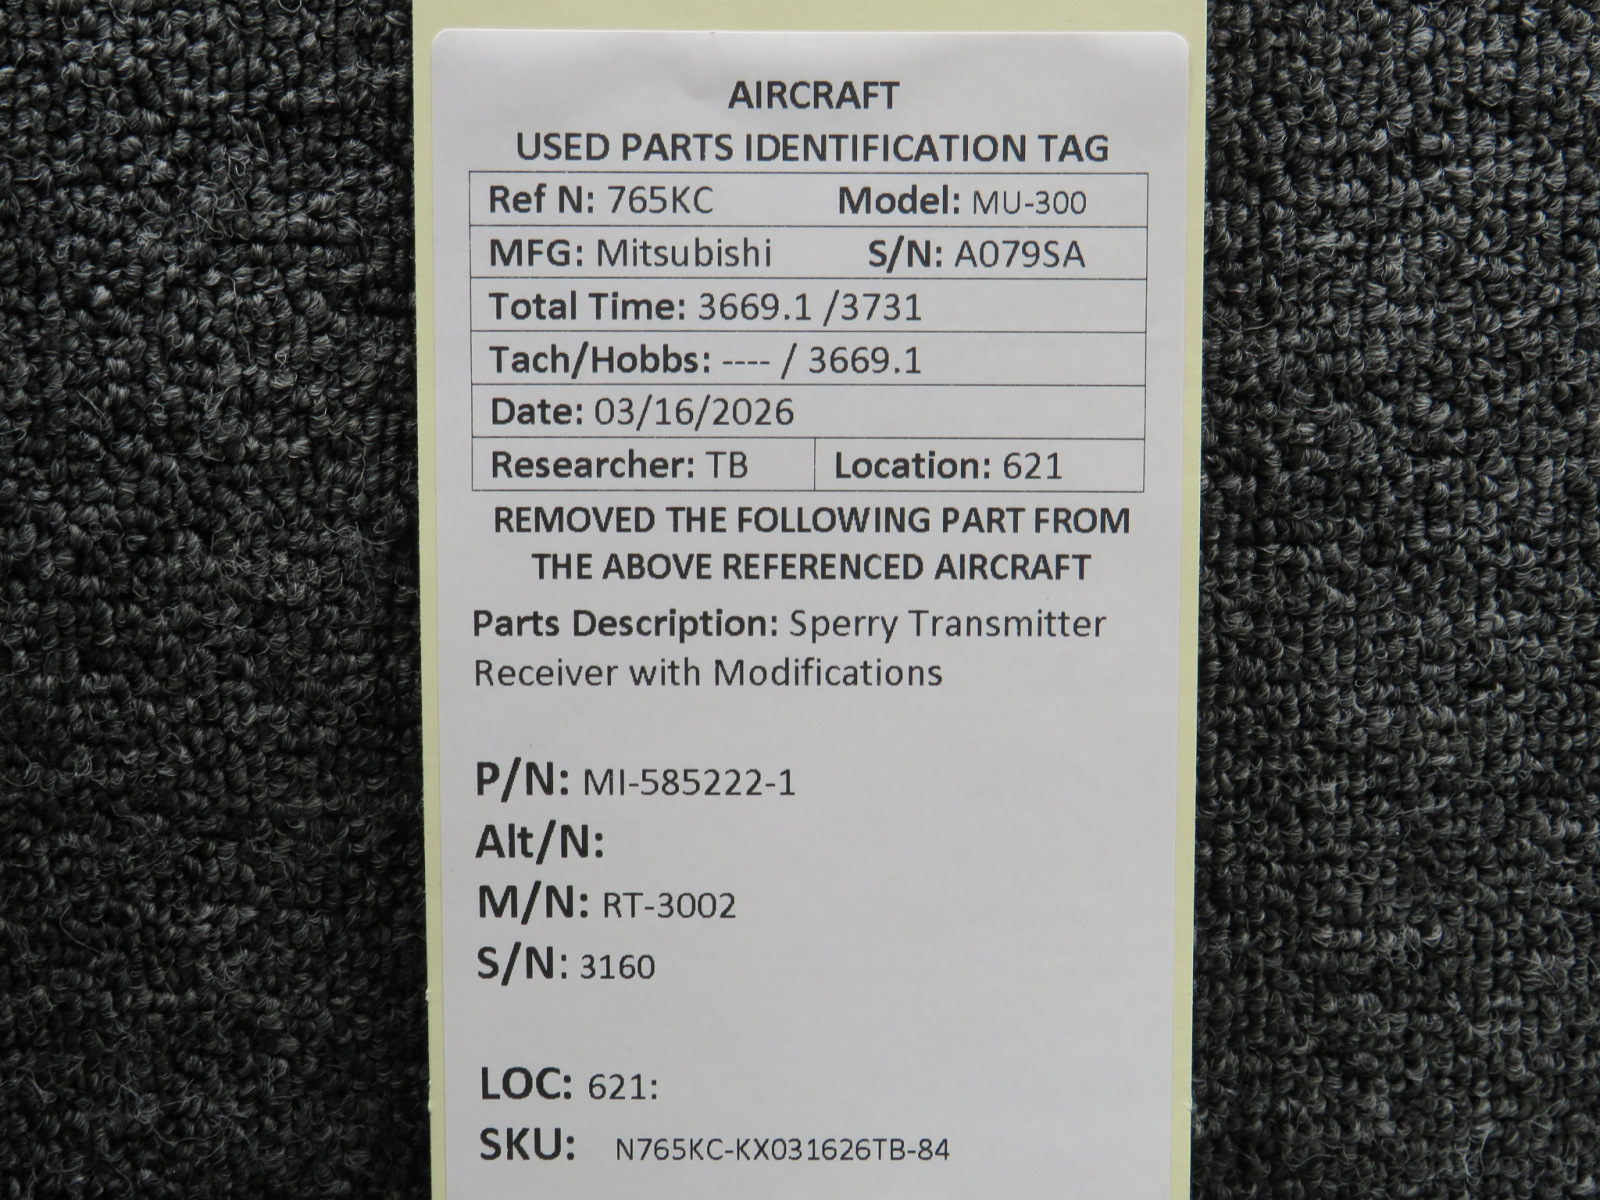 AIRCRAFT
USED PARTS IDENTIFICATION TAG
Ref N: 765KC Model: MU-300
MFG: Mitsubishi S/N: A079SA
Total Time: 3669.1 /3731
Tach/Hobbs: ---- / 3669.1
Date: 03/16/2026
Researcher: TB Location: 621
REMOVED THE FOLLOWING PART FROM
THE ABOVE REFERENCED AIRCRAFT
Parts Description: Sperry Transmitter
Receiver with Modifications
P/N: MI-585222-1
Alt/N:
M/N: RT-3002
S/N: 3160
LOC: 621:
SKU: N765KC-KX031626TB-84